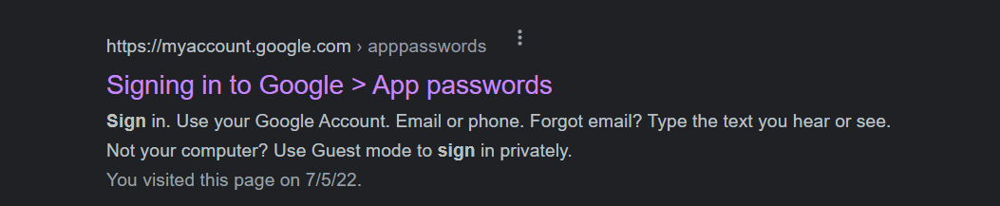 https://myaccount.google.com › apppasswords
Signing in to Google > App passwords
Sign in. Use your Google Account. Email or phone. Forgot email? Type the text you hear or see.
Not your computer? Use Guest mode to sign in privately.
You visited this page on 7/5/22.